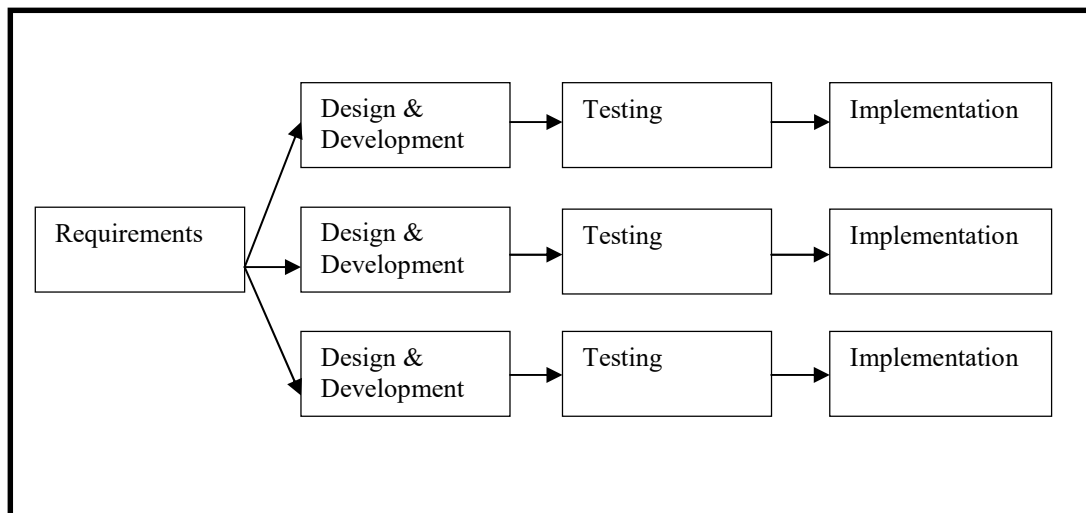 Design &
Development
Testing
Implementation
Requirements
Design &
Development
Testing
Implementation
Design &
Development
Testing
Implementation